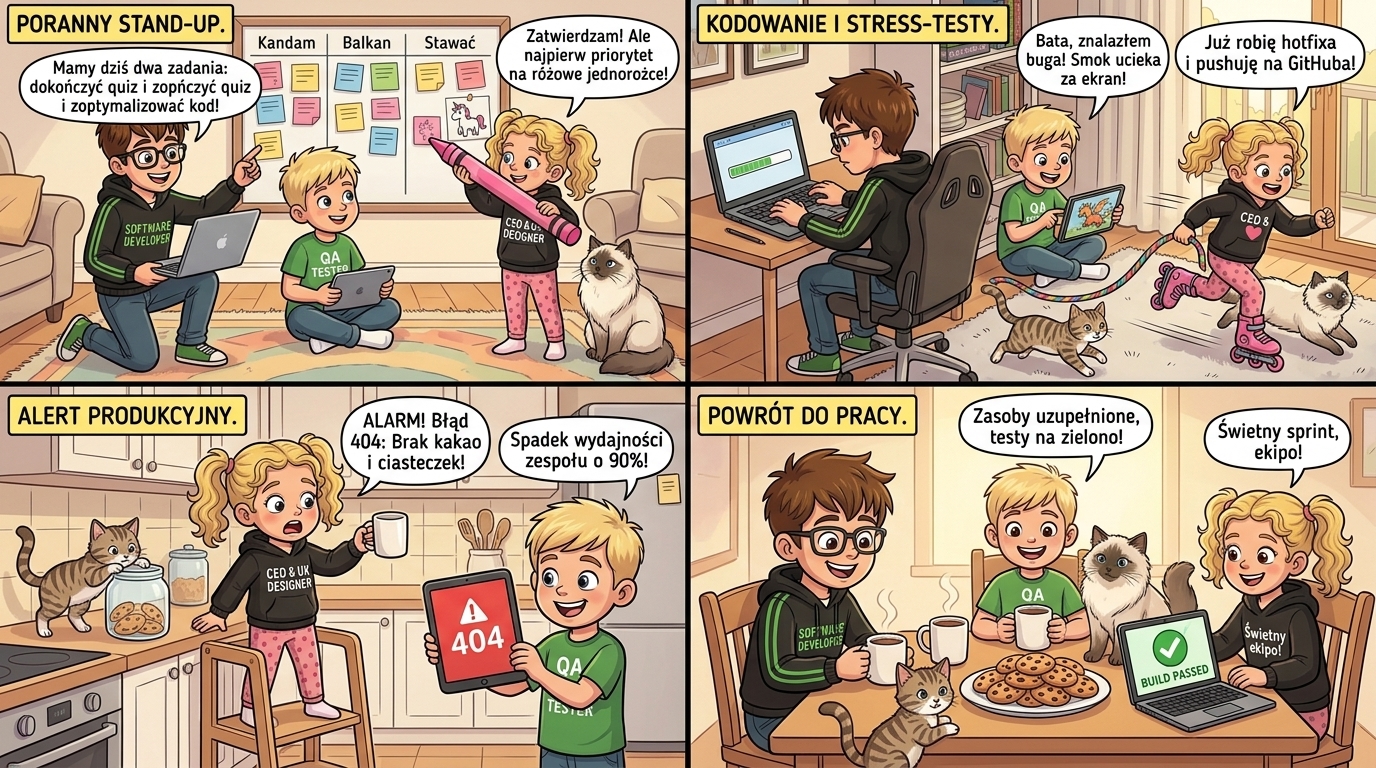 PORANNY STAND-UP.
Mamy dziś dwa zadania:
dokończyć quiz i zopńczyć quiz
i zoptymalizować kod!
Kandam
Balkan
Stawać
Zatwierdzam! Ale
najpierw priorytet
na różowe jednorożce!
SOFTWARE
DEVELOPER
QA
TESTER
CEO & UX
DEOGNER
KODOWANIE I STRESS-TESTY.
Bata, znalazłem
buga! Smok ucieka
za ekran!
Już robię hotfixa
i pushuję na GitHuba!
QA
CEO &
ALERT PRODUKCYJNY.
ALARM! Błąd
404: Brak kakao
i ciasteczek!
Spadek wydajności
zespołu o 90%!
CEO & UX
DESIGNER
404
QA
TESTER
POWRÓT DO PRACY.
Zasoby uzupełnione,
testy na zielono!
Świetny sprint,
ekipo!
SOFTWARE
DEVELOPER
QA
Świetny
ekipo!
BUILD PASSED